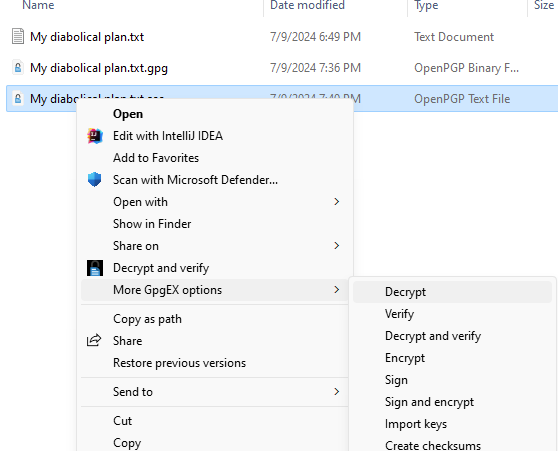 Name Date modified Type Size
My diabolical plan.txt 7/9/2024 6:49 PM Text Document
My diabolical plan.txt.gpg 7/9/2024 7:36 PM OpenPGP Binary F...
My diabolical plan.txt.asc 7/9/2024 7:40 PM OpenPGP Text File
Open
Edit with IntelliJ IDEA
Add to Favorites
Scan with Microsoft Defender...
Open with
Show in Finder
Share on
Decrypt and verify
More GpgEX options
Copy as path
Share
Restore previous versions
Send to
Cut
Copy
Decrypt
Verify
Decrypt and verify
Encrypt
Sign
Sign and encrypt
Import keys
Create checksums